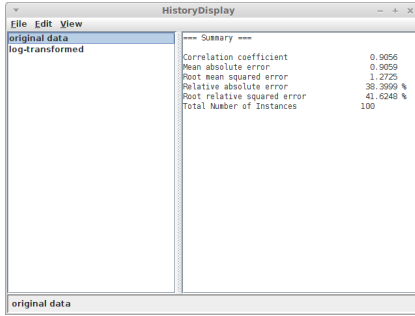 HistoryDisplay
File Edit View
original data
log-transformed
=== Summary ===
Correlation coefficient 0.9056
Mean absolute error 0.9059
Root mean squared error 1.2725
Relative absolute error 38.3999 %
Root relative squared error 41.6248 %
Total Number of Instances 100
original data